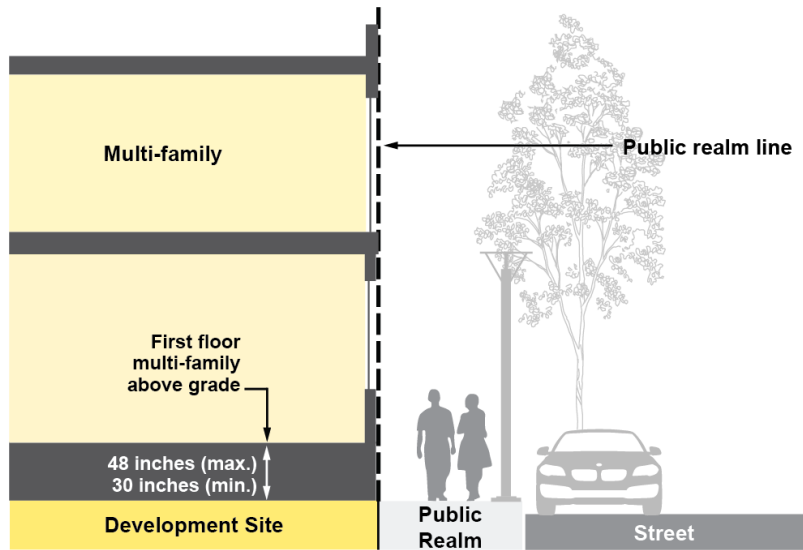 Multi-family
Public realm line
First floor
multi-family
above grade
48 inches (max.)
30 inches (min.)
Development Site
Public
Realm
Street